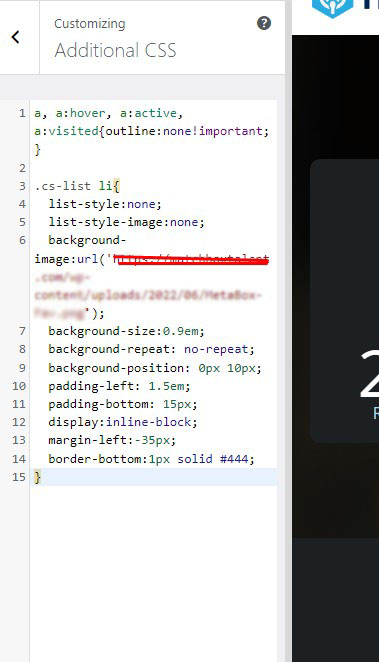 Customizing
Additional CSS
1 a, a:hover, a:active,
a:visited{outline:none!important;
}
2
3 .cs-list li{
4 list-style:none;
5 list-style-image:none;
6 background-
image:url('
.com/wp-
content/uploads/2022/06/MetaBox-
');
7 background-size:0.9em;
8 background-repeat: no-repeat;
9 background-position: 0px 10px;
10 padding-left: 1.5em;
11 padding-bottom: 15px;
12 display:inline-block;
13 margin-left:-35px;
14 border-bottom:1px solid #444;
15 }
2